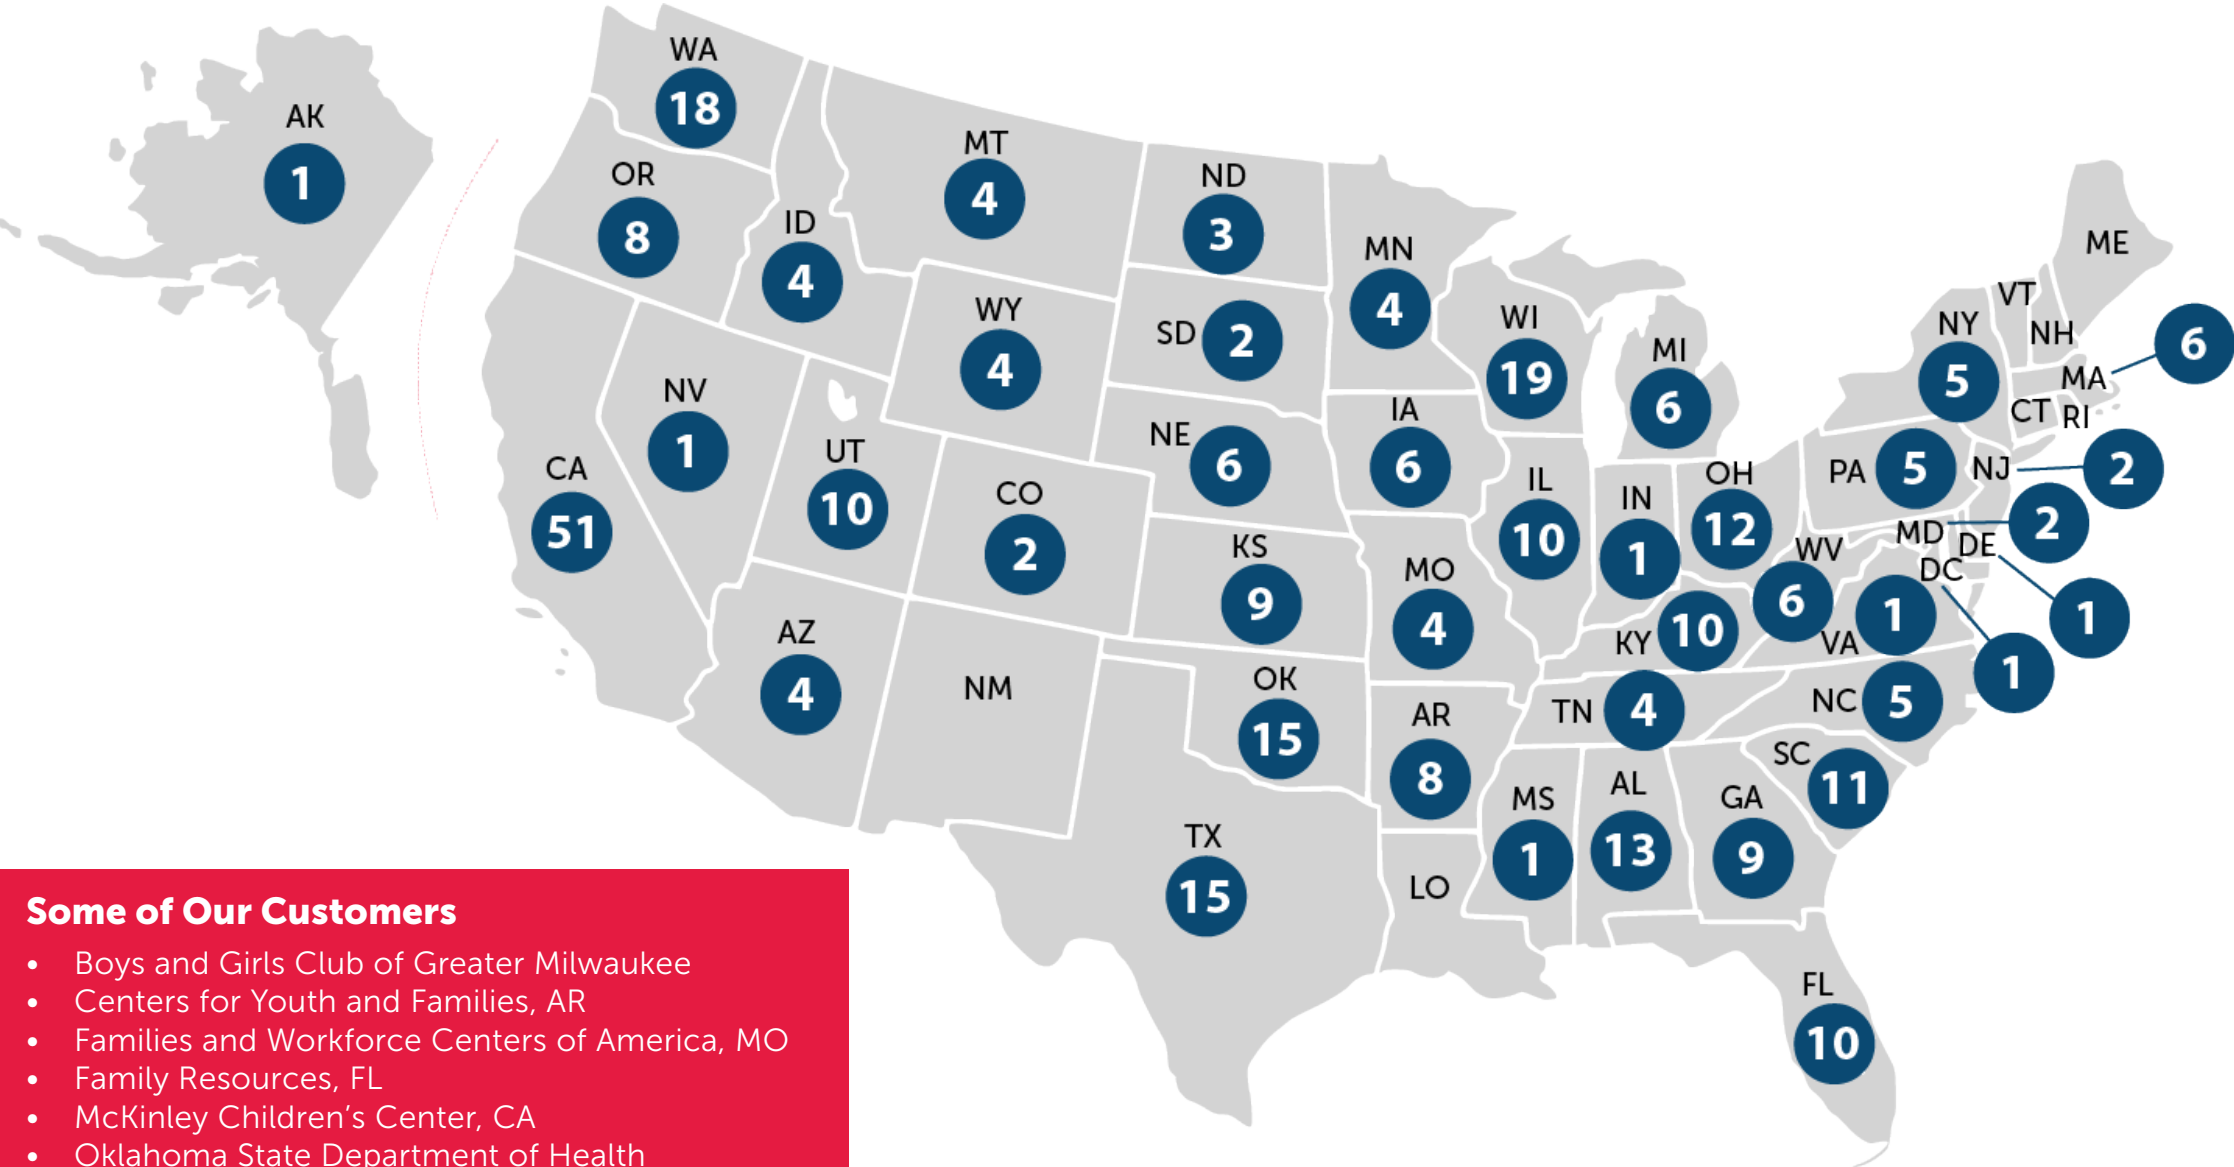 WA
18
AK
1
OR
8
ID
4
MT
4
ND
3
MN
4
WY
4
SD
2
WI
19
MI
6
ME
VT
NH
NY
5
MA
6
CT
RI
NV
1
UT
10
CA
51
CO
2
NE
6
IA
6
IL
10
IN
1
OH
12
PA
5
NJ
2
MD
2
DE
1
DC
1
WV
6
VA
1
KS
9
MO
4
KY
10
AZ
4
NM
OK
15
AR
8
TN
4
NC
5
SC
11
TX
15
LO
MS
1
AL
13
GA
9
FL
10
Some of Our Customers
• Boys and Girls Club of Greater Milwaukee
• Centers for Youth and Families, AR
• Families and Workforce Centers of America, MO
• Family Resources, FL
• McKinley Children’s Center, CA
• Oklahoma State Department of Health